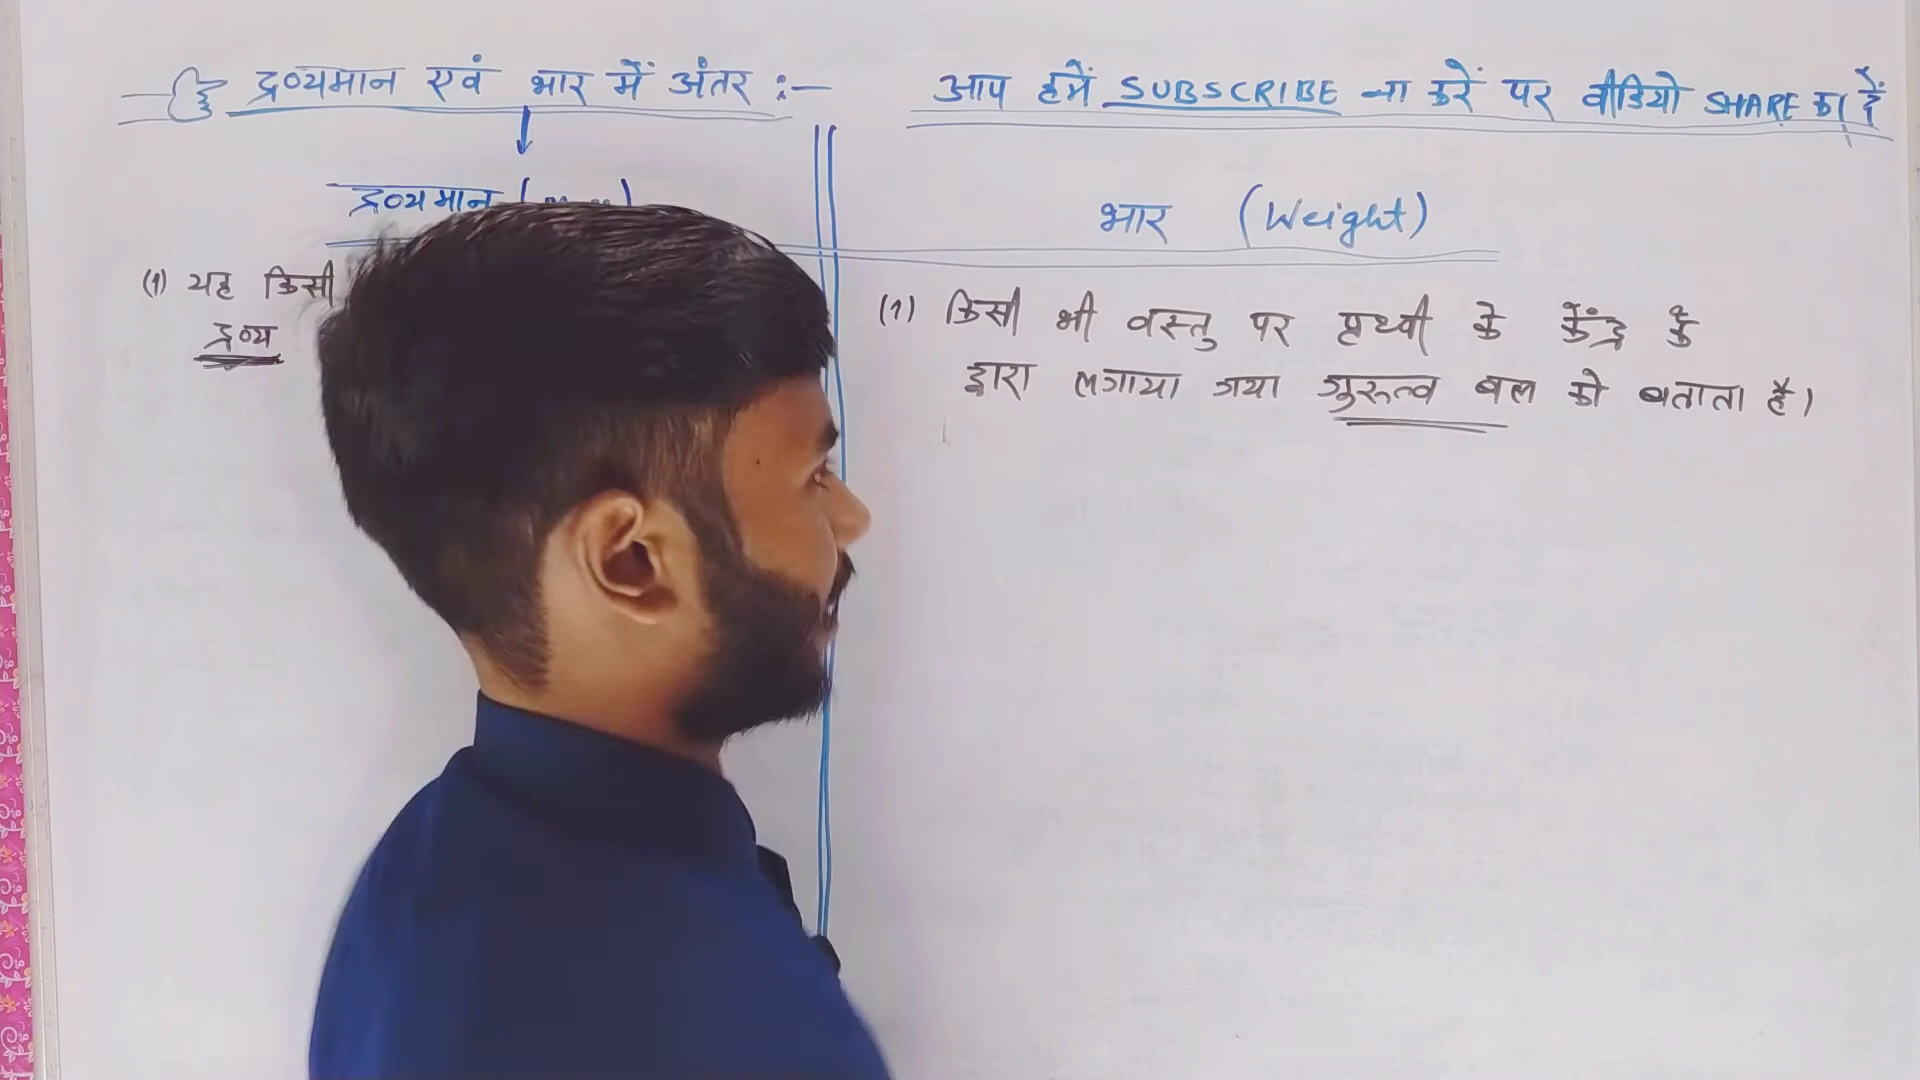 द्रव्यमान एवं भार में अंतर :-
आप हमें SUBSCRIBE ना करें पर वीडियो SHARE कर दें
द्रव्यमान
भार (Weight)
(1) यह किसी
द्रव्य
(1) किसी भी वस्तु पर पृथ्वी के केंद्र के
द्वारा लगाया गया गुरुत्व बल को बताता है।